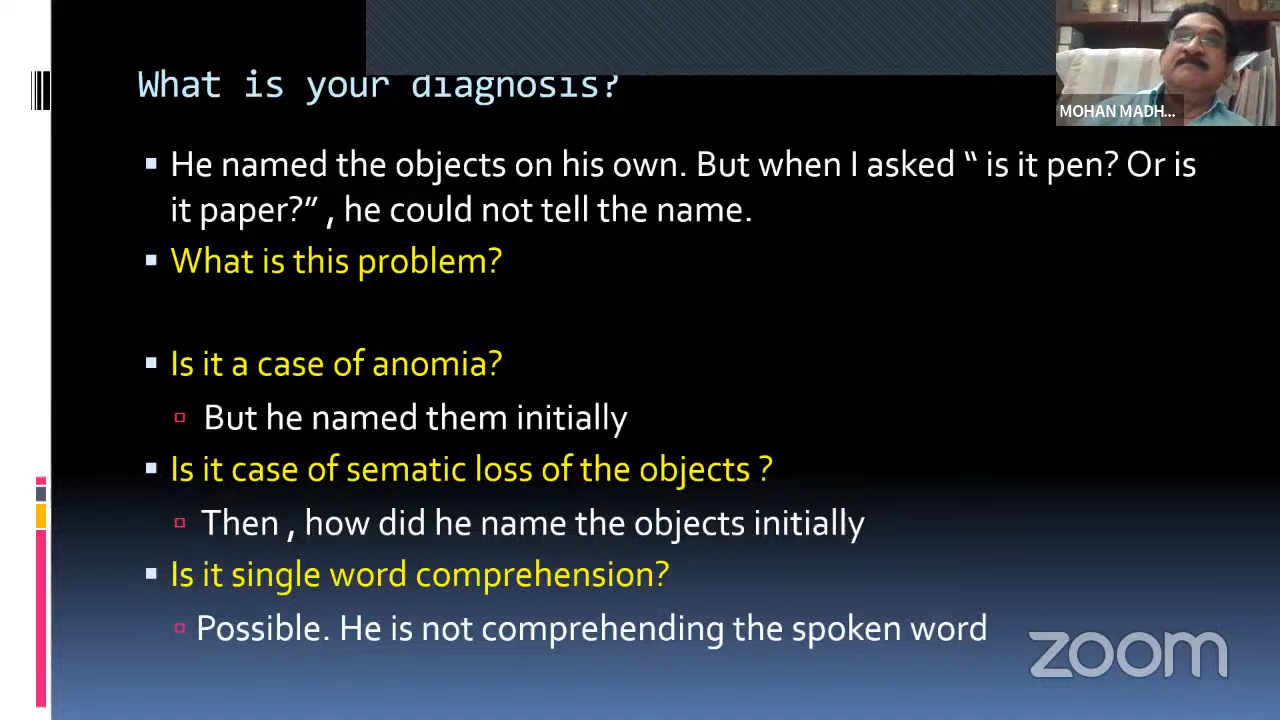 What is your diagnosis?
MOHAN MADH...
▪ He named the objects on his own. But when I asked “ is it pen? Or is
it paper?” , he could not tell the name.
▪ What is this problem?
▪ Is it a case of anomia?
▫ But he named them initially
▪ Is it case of sematic loss of the objects ?
▫ Then , how did he name the objects initially
▪ Is it single word comprehension?
▫ Possible. He is not comprehending the spoken word
zoom